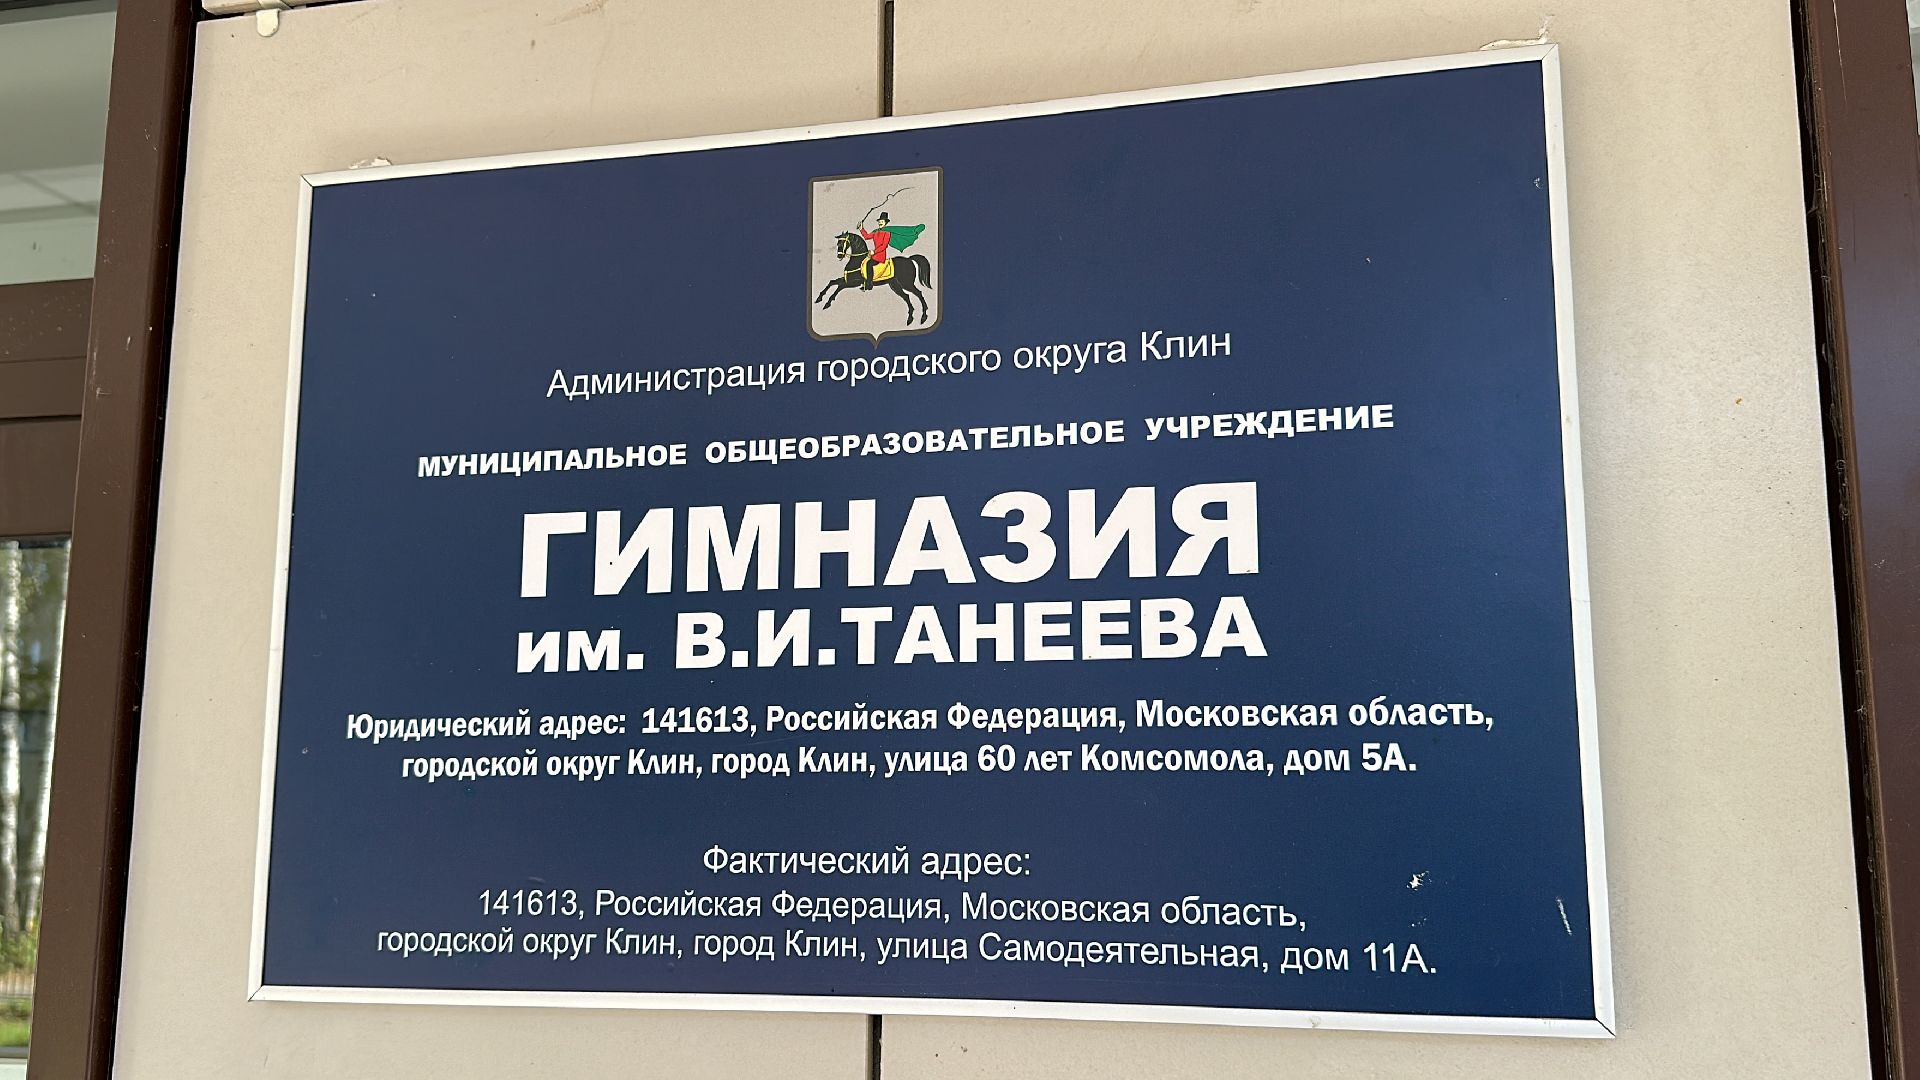 Администрация городского округа Клин
МУНИЦИПАЛЬНОЕ ОБЩЕОБРАЗОВАТЕЛЬНОЕ УЧРЕЖДЕНИЕ
ГИМНАЗИЯ
им. В.И.ТАНЕЕВА
Юридический адрес: 141613, Российская Федерация, Московская область,
городской округ Клин, город Клин, улица 60 лет Комсомола, дом 5А.
Фактический адрес:
141613, Российская Федерация, Московская область,
городской округ Клин, город Клин, улица Самодеятельная, дом 11А.